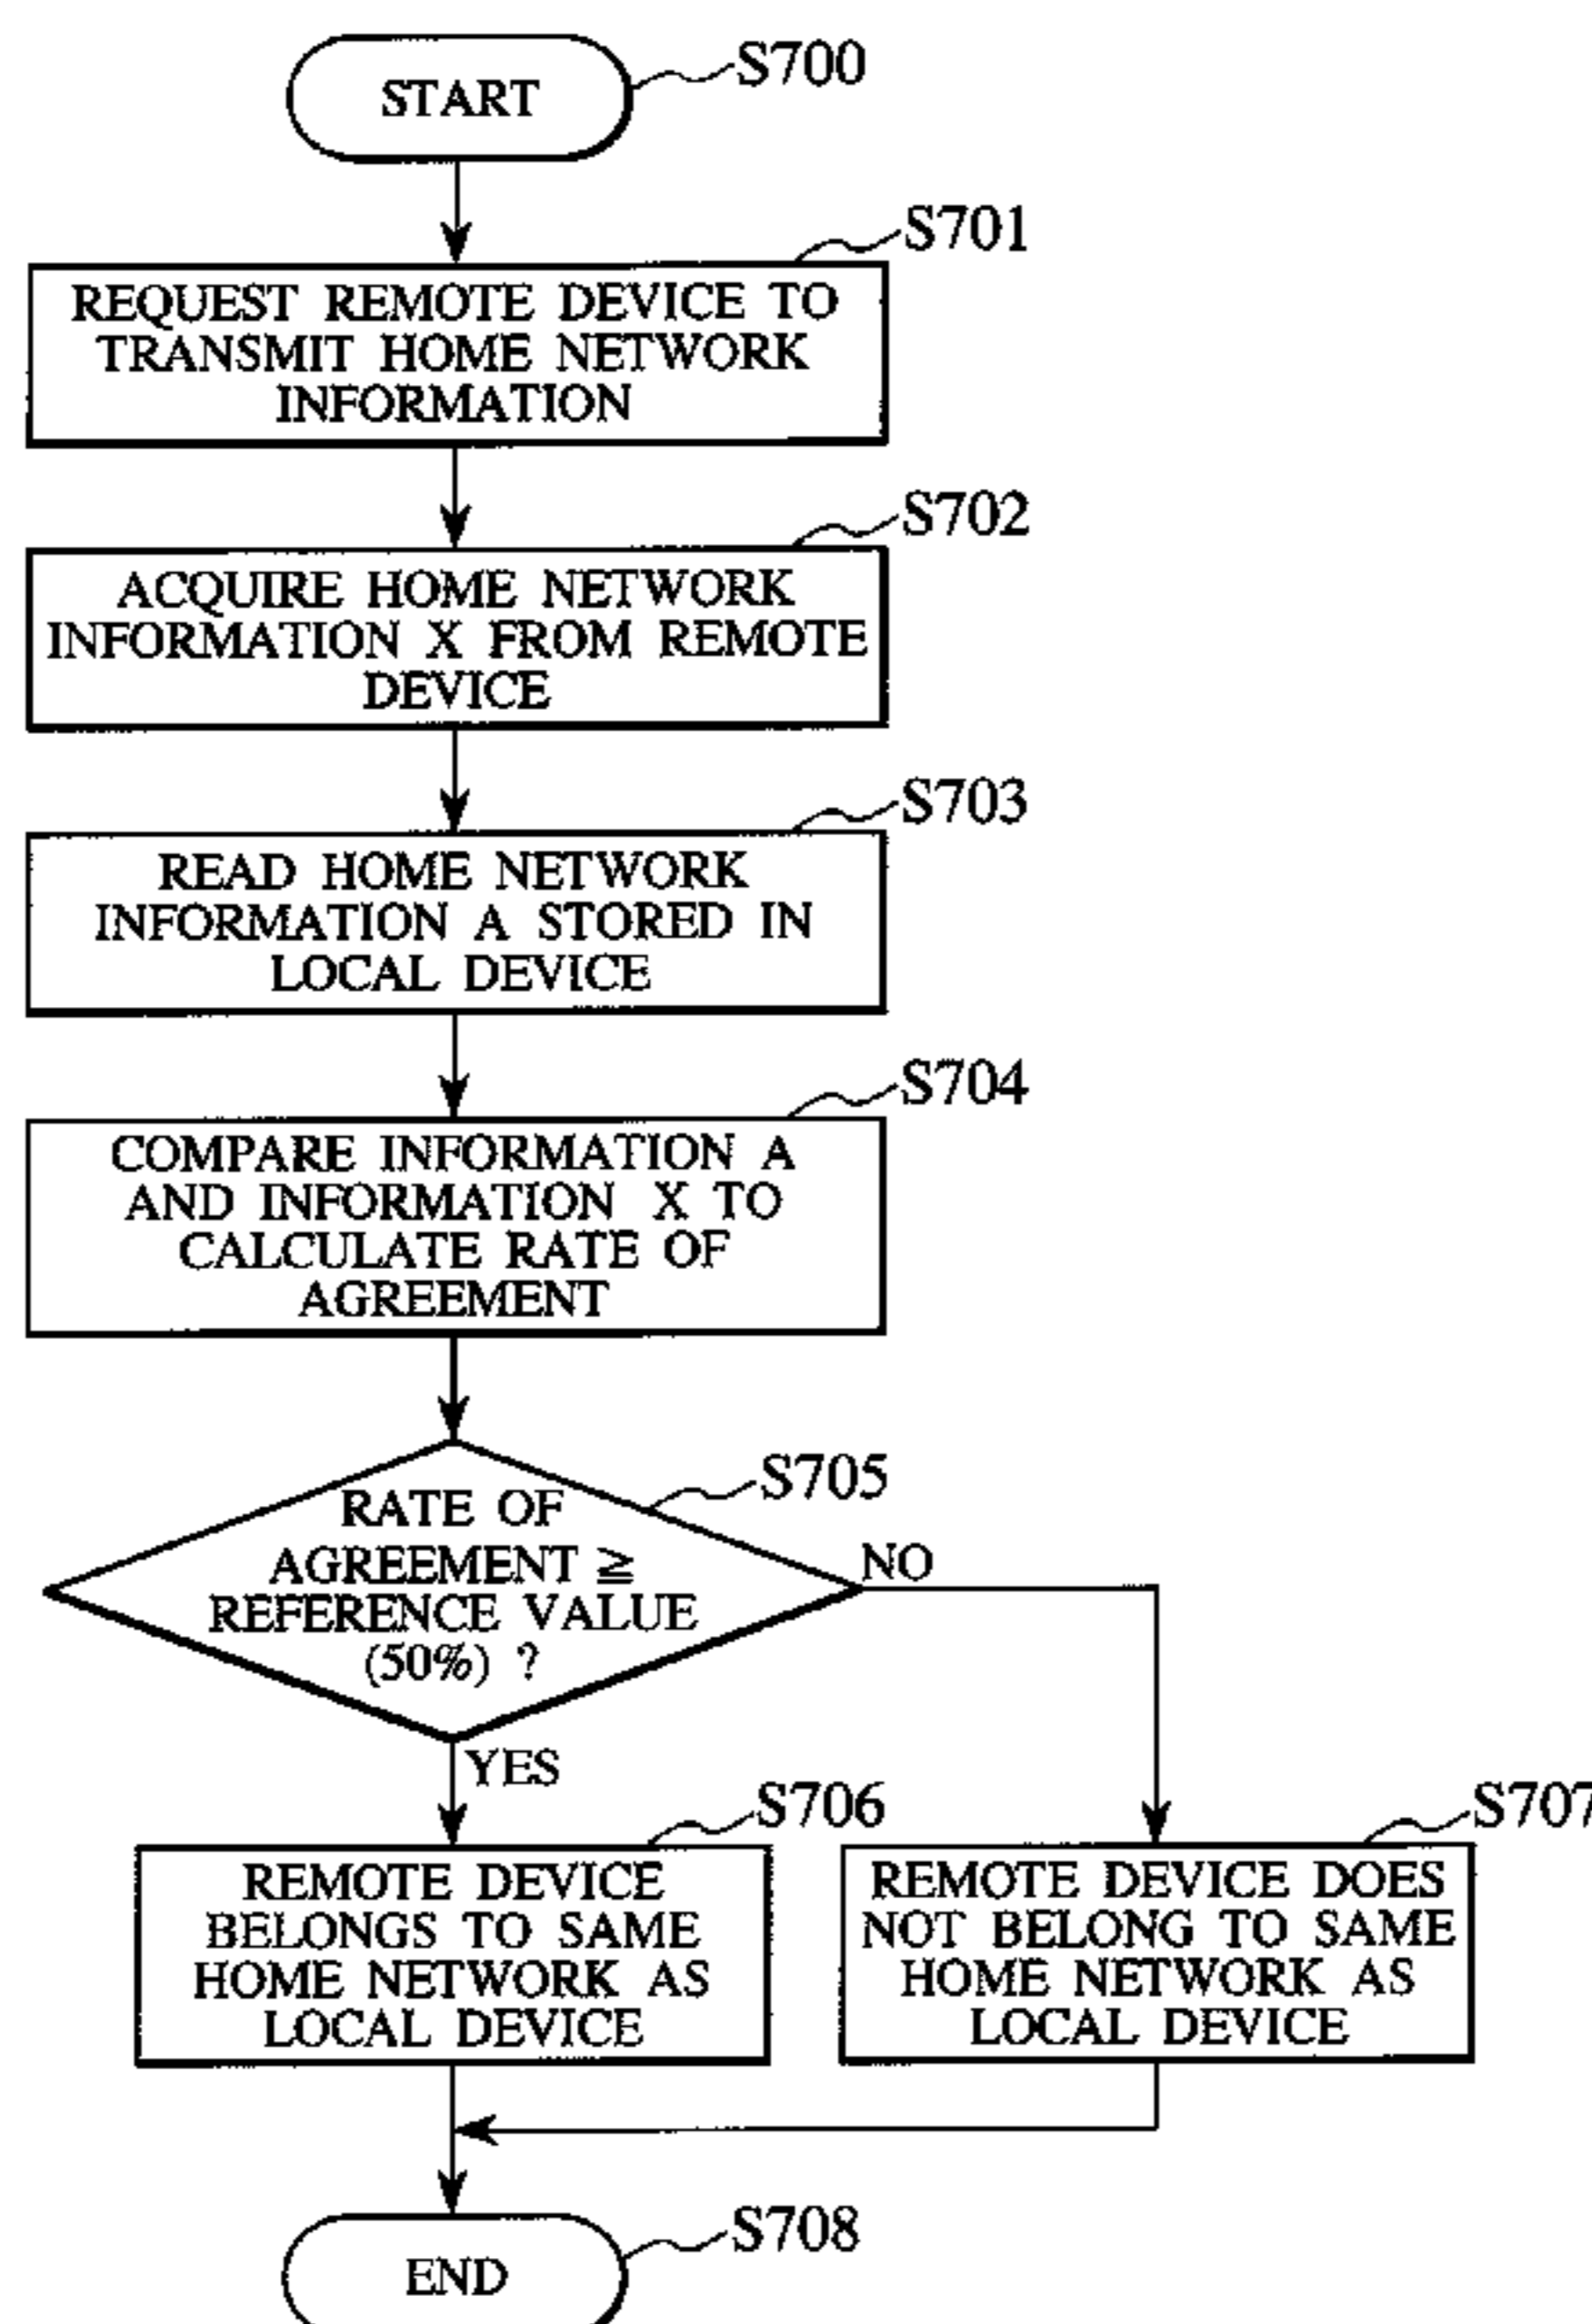 S700
START
S701
REQUEST REMOTE DEVICE TO
TRANSMIT HOME NETWORK
INFORMATION
S702
ACQUIRE HOME NETWORK
INFORMATION X FROM REMOTE
DEVICE
S703
READ HOME NETWORK
INFORMATION A STORED IN
LOCAL DEVICE
S704
COMPARE INFORMATION A
AND INFORMATION X TO
CALCULATE RATE OF
AGREEMENT
S705
RATE OF
AGREEMENT ≧
REFERENCE VALUE
(50%) ?
NO
YES
S706
REMOTE DEVICE
BELONGS TO SAME
HOME NETWORK AS
LOCAL DEVICE
S707
REMOTE DEVICE DOES
NOT BELONG TO SAME
HOME NETWORK AS
LOCAL DEVICE
S708
END